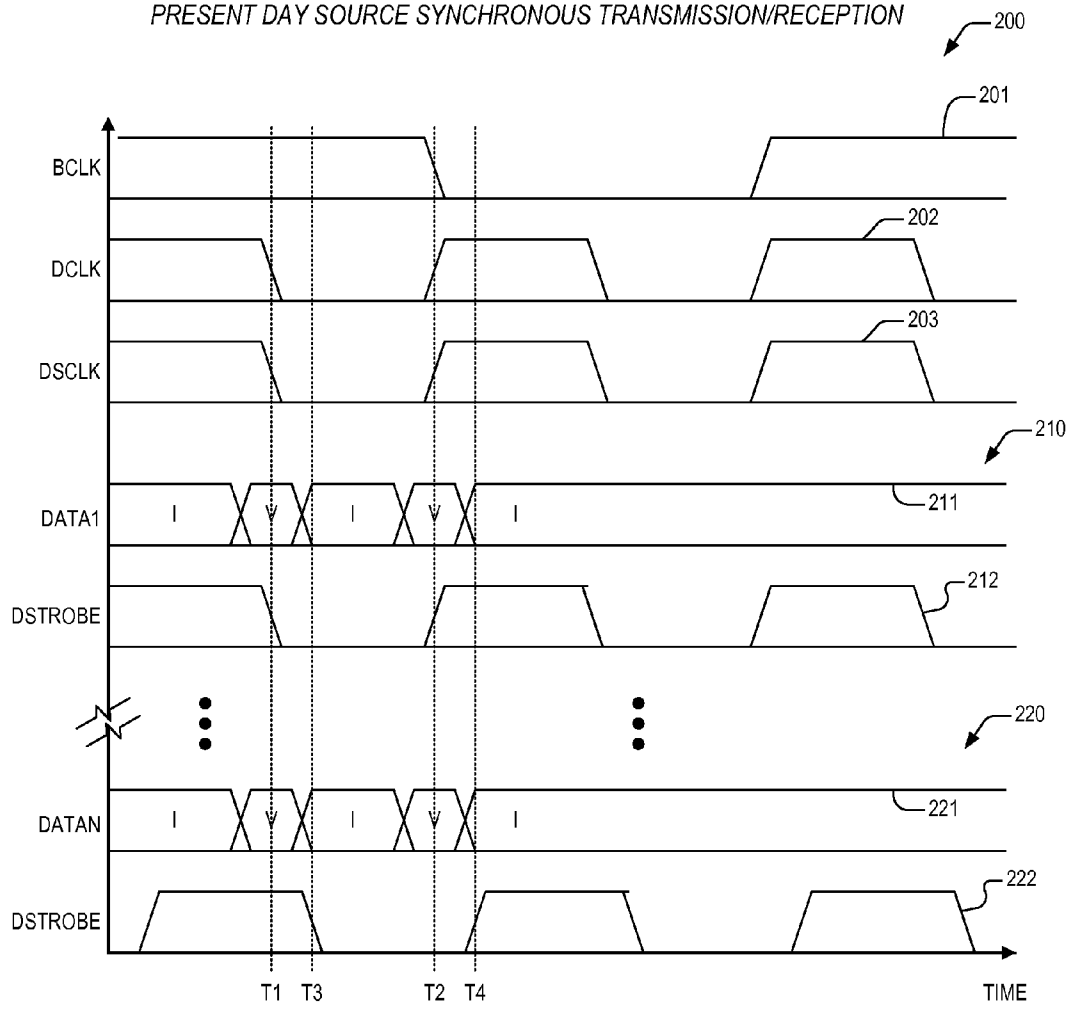 PRESENT DAY SOURCE SYNCHRONOUS TRANSMISSION/RECEPTION
200
201
BCLK
202
DCLK
203
DSCLK
210
DATA1 I V I V I 211
DSTROBE 212
220
DATAN I V I V I 221
DSTROBE 222
T1 T3 T2 T4 TIME